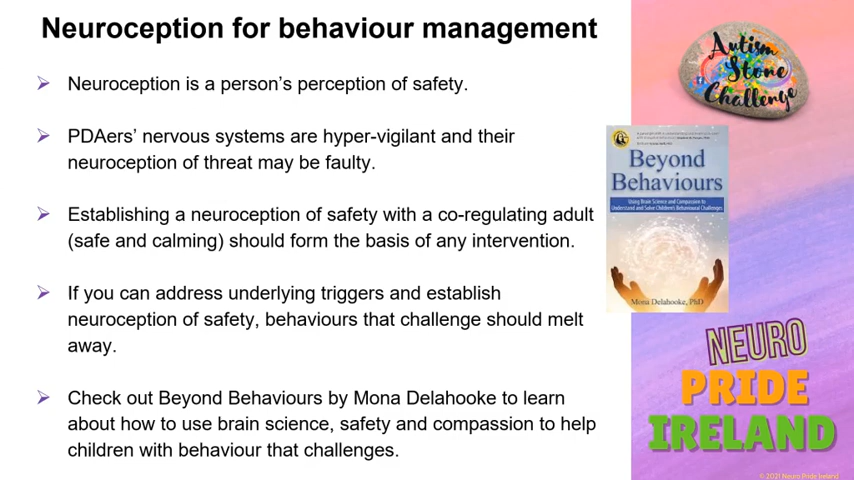 Neuroception for behaviour management
Neuroception is a person's perception of safety.
PDAers' nervous systems are hyper-vigilant and their
neuroception of threat may be faulty.
Establishing a neuroception of safety with a co-regulating adult
(safe and calming) should form the basis of any intervention.
If you can address underlying triggers and establish
neuroception of safety, behaviours that challenge should melt
away.
Check out Beyond Behaviours by Mona Delahooke to learn
about how to use brain science, safety and compassion to help
children with behaviour that challenges.
Autism
Stone
Challenge
Beyond
Behaviours
Using Brain Science and Compassion to
Understand and Solve Children's Behavioural Challenges
Mona Delahooke, PhD
NEURO
PRIDE
IRELAND
© 2021 Neuro Pride Ireland